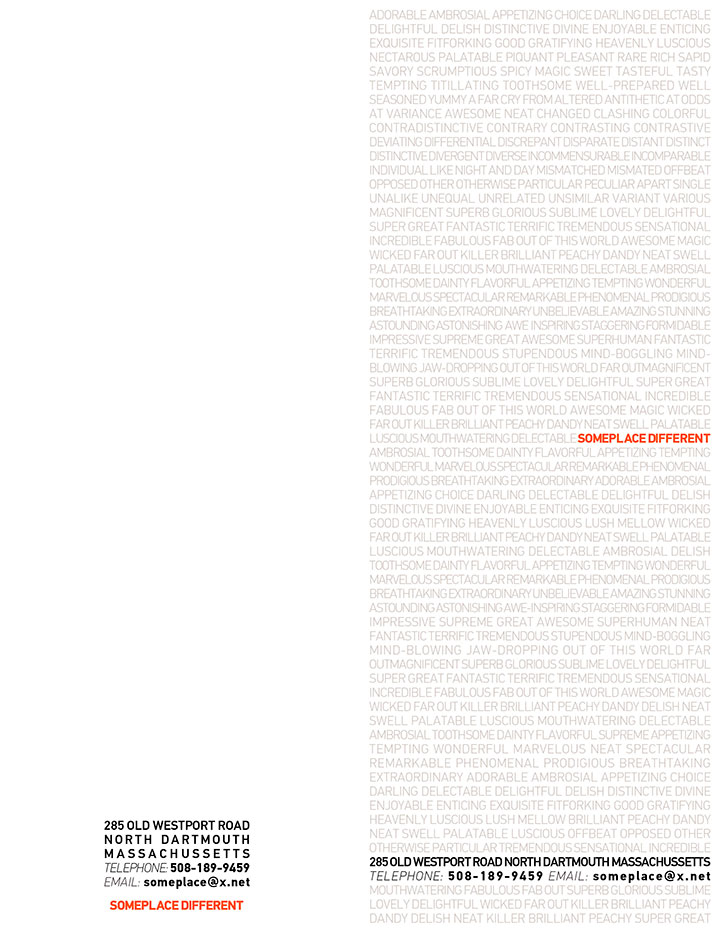 ADORABLE AMBROSIAL APPETIZING CHOICE DARLING DELECTABLE
DELIGHTFUL DELISH DISTINCTIVE DIVINE ENJOYABLE ENTICING
EXQUISITE FITFORKING GOOD GRATIFYING HEAVENLY LUSCIOUS
NECTAROUS PALATABLE PIQUANT PLEASANT RARE RICH SAPID
SAVORY SCRUMPTIOUS SPICY MAGIC SWEET TASTEFUL TASTY
TEMPTING TITILLATING TOOTHSOME WELL-PREPARED WELL
SEASONED YUMMY A FAR CRY FROM ALTERED ANTITHETIC AT ODDS
AT VARIANCE AWESOME NEAT CHANGED CLASHING COLORFUL
CONTRADISTINCTIVE CONTRARY CONTRASTING CONTRASTIVE
DEVIATING DIFFERENTIAL DISCREPANT DISPARATE DISTANT DISTINCT
DISTINCTIVE DIVERGENT DIVERSE INCOMMENSURABLE INCOMPARABLE
INDIVIDUAL LIKE NIGHT AND DAY MISMATCHED MISMATED OFFBEAT
OPPOSED OTHER OTHERWISE PARTICULAR PECULIAR APART SINGLE
UNALIKE UNEQUAL UNRELATED UNSIMILAR VARIANT VARIOUS
MAGNIFICENT SUPERB GLORIOUS SUBLIME LOVELY DELIGHTFUL
SUPER GREAT FANTASTIC TERRIFIC TREMENDOUS SENSATIONAL
INCREDIBLE FABULOUS FAB OUT OF THIS WORLD AWESOME MAGIC
WICKED FAR OUT KILLER BRILLIANT PEACHY DANDY NEAT SWELL
PALATABLE LUSCIOUS MOUTHWATERING DELECTABLE AMBROSIAL
TOOTHSOME DAINTY FLAVORFUL APPETIZING TEMPTING WONDERFUL
MARVELOUS SPECTACULAR REMARKABLE PHENOMENAL PRODIGIOUS
BREATHTAKING EXTRAORDINARY UNBELIEVABLE AMAZING STUNNING
ASTOUNDING ASTONISHING AWE INSPIRING STAGGERING FORMIDABLE
IMPRESSIVE SUPREME GREAT AWESOME SUPERHUMAN FANTASTIC
TERRIFIC TREMENDOUS STUPENDOUS MIND-BOGGLING MIND-
BLOWING JAW-DROPPING OUT OF THIS WORLD FAR OUTMAGNIFICENT
SUPERB GLORIOUS SUBLIME LOVELY DELIGHTFUL SUPER GREAT
FANTASTIC TERRIFIC TREMENDOUS SENSATIONAL INCREDIBLE
FABULOUS FAB OUT OF THIS WORLD AWESOME MAGIC WICKED
FAR OUT KILLER BRILLIANT PEACHY DANDY NEAT SWELL PALATABLE
LUSCIOUS MOUTHWATERING DELECTABLE SOMEPLACE DIFFERENT
AMBROSIAL TOOTHSOME DAINTY FLAVORFUL APPETIZING TEMPTING
WONDERFUL MARVELOUS SPECTACULAR REMARKABLE PHENOMENAL
PRODIGIOUS BREATHTAKING EXTRAORDINARY ADORABLE AMBROSIAL
APPETIZING CHOICE DARLING DELECTABLE DELIGHTFUL DELISH
DISTINCTIVE DIVINE ENJOYABLE ENTICING EXQUISITE FITFORKING
GOOD GRATIFYING HEAVENLY LUSCIOUS LUSH MELLOW WICKED
FAR OUT KILLER BRILLIANT PEACHY DANDY NEAT SWELL PALATABLE
LUSCIOUS MOUTHWATERING DELECTABLE AMBROSIAL DELISH
TOOTHSOME DAINTY FLAVORFUL APPETIZING TEMPTING WONDERFUL
MARVELOUS SPECTACULAR REMARKABLE PHENOMENAL PRODIGIOUS
BREATHTAKING EXTRAORDINARY UNBELIEVABLE AMAZING STUNNING
ASTOUNDING ASTONISHING AWE-INSPIRING STAGGERING FORMIDABLE
IMPRESSIVE SUPREME GREAT AWESOME SUPERHUMAN NEAT
FANTASTIC TERRIFIC TREMENDOUS STUPENDOUS MIND-BOGGLING
MIND-BLOWING JAW-DROPPING OUT OF THIS WORLD FAR
OUTMAGNIFICENT SUPERB GLORIOUS SUBLIME LOVELY DELIGHTFUL
SUPER GREAT FANTASTIC TERRIFIC TREMENDOUS SENSATIONAL
INCREDIBLE FABULOUS FAB OUT OF THIS WORLD AWESOME MAGIC
WICKED FAR OUT KILLER BRILLIANT PEACHY DANDY DELISH NEAT
SWELL PALATABLE LUSCIOUS MOUTHWATERING DELECTABLE
AMBROSIAL TOOTHSOME DAINTY FLAVORFUL SUPREME APPETIZING
TEMPTING WONDERFUL MARVELOUS NEAT SPECTACULAR
REMARKABLE PHENOMENAL PRODIGIOUS BREATHTAKING
EXTRAORDINARY ADORABLE AMBROSIAL APPETIZING CHOICE
DARLING DELECTABLE DELIGHTFUL DELISH DISTINCTIVE DIVINE
ENJOYABLE ENTICING EXQUISITE FITFORKING GOOD GRATIFYING
HEAVENLY LUSCIOUS LUSH MELLOW BRILLIANT PEACHY DANDY
NEAT SWELL PALATABLE LUSCIOUS OFFBEAT OPPOSED OTHER
OTHERWISE PARTICULAR TREMENDOUS SENSATIONAL INCREDIBLE
285 OLD WESTPORT ROAD NORTH DARTMOUTH MASSACHUSSETTS
TELEPHONE: 508-189-9459 EMAIL: someplace@x.net
MOUTHWATERING FABULOUS FAB OUT SUPERB GLORIOUS SUBLIME
LOVELY DELIGHTFUL WICKED FAR OUT KILLER BRILLIANT PEACHY
DANDY DELISH NEAT KILLER BRILLIANT PEACHY SUPER GREAT
285 OLD WESTPORT ROAD
NORTH DARTMOUTH
MASSACHUSSETTS
TELEPHONE: 508-189-9459
EMAIL: someplace@x.net
SOMEPLACE DIFFERENT